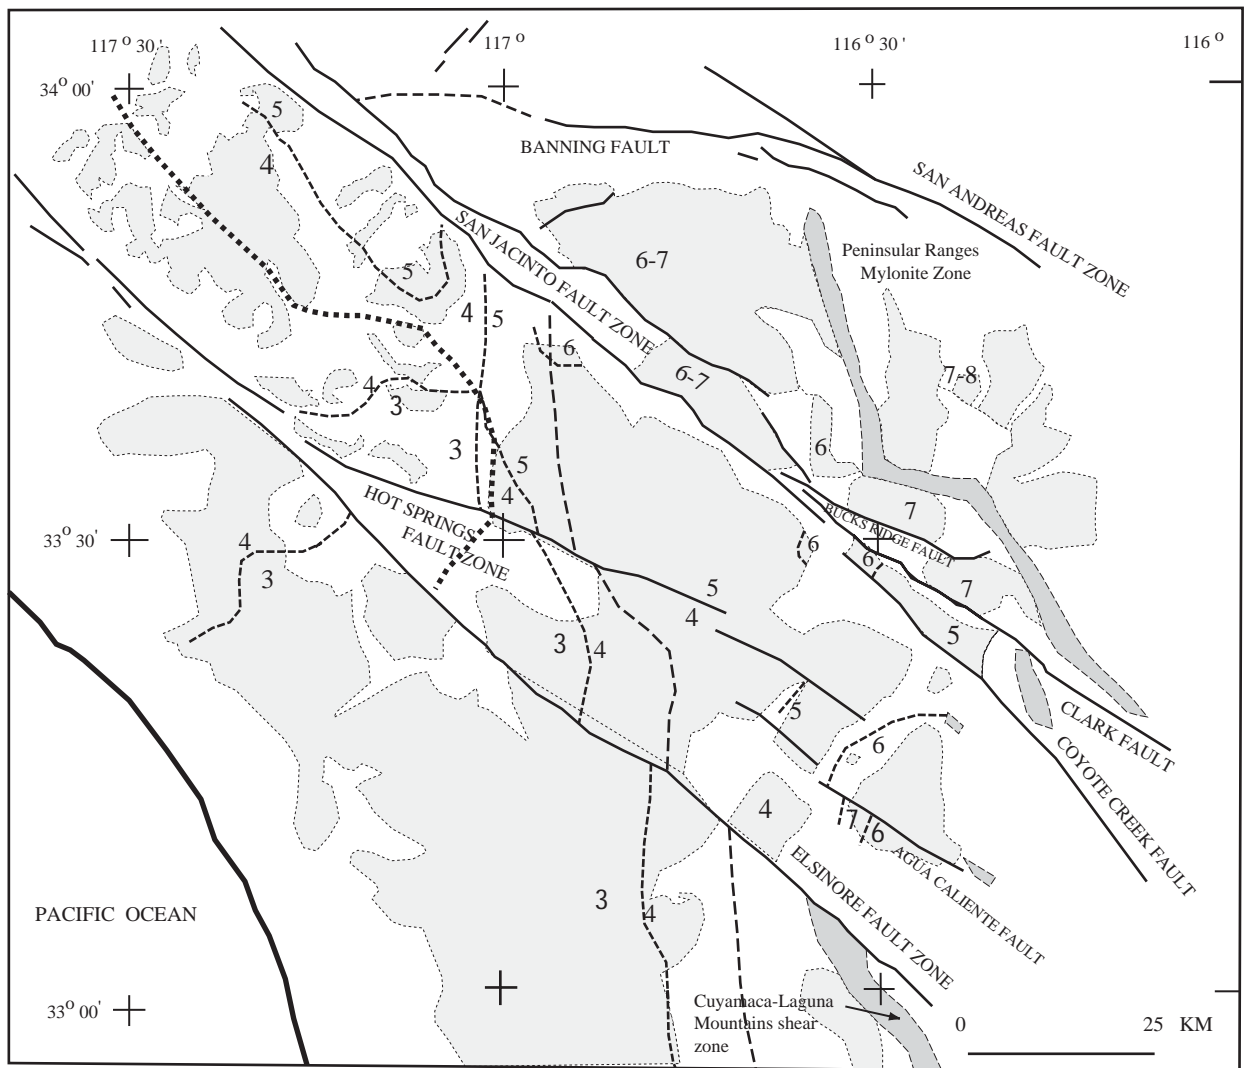 117° 30'
117°
116° 30'
116°
34° 00'
5
BANNING FAULT
4
SAN ANDREAS FAULT ZONE
SAN JACINTO FAULT ZONE
6-7
Peninsular Ranges
Mylonite Zone
5
4
5
6
6-7
7-8
4
3
3
5
6
4
7
HOT SPRINGS
FAULT ZONE
BUCKS RIDGE FAULT
33° 30'
4
3
6
6
7
5
4
5
3
4
5
6
CLARK FAULT
COYOTE CREEK FAULT
4
7
6
AGUA CALIENTE FAULT
ELSINORE FAULT ZONE
3
4
PACIFIC OCEAN
Cuyamaca-Laguna
Mountains shear
zone
33° 00'
0
25 KM